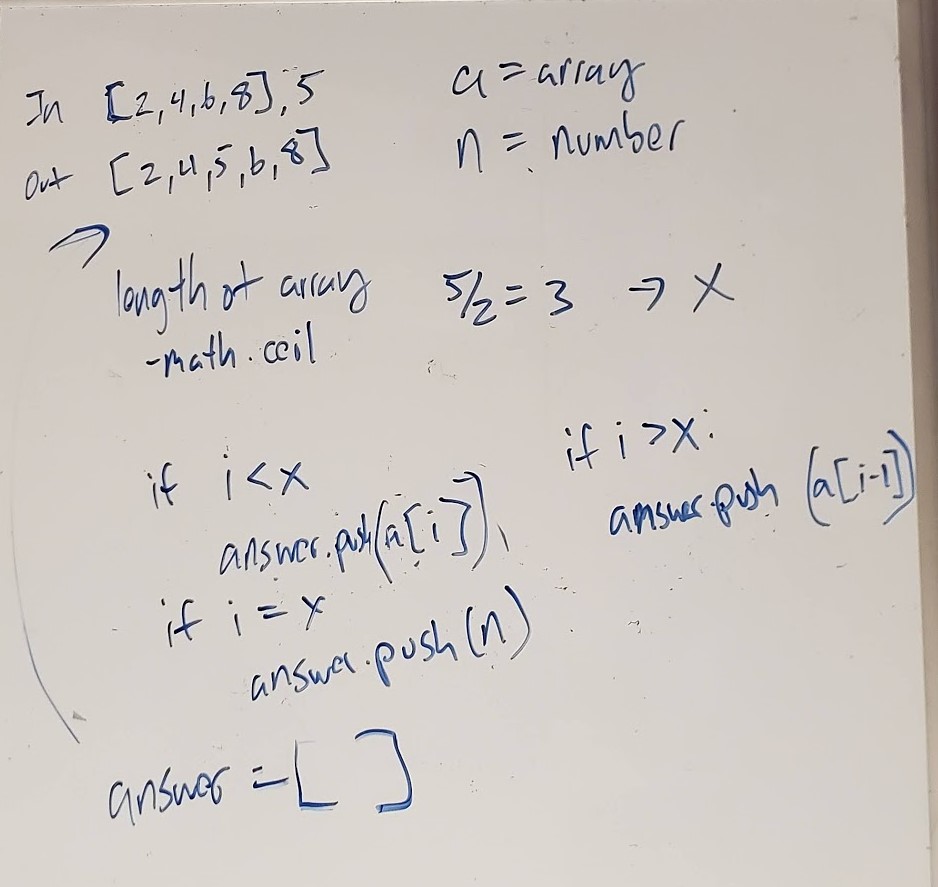 In [2,4,6,8],5
Out [2,4,5,6,8]
a = array
n = number
length of array
-math.ceil
5/2 = 3 → X
if i<x
answer.push(a[i]),
if i = x
answer.push(n)
if i >x:
answer.push (a[i-1])
answer = [ ]